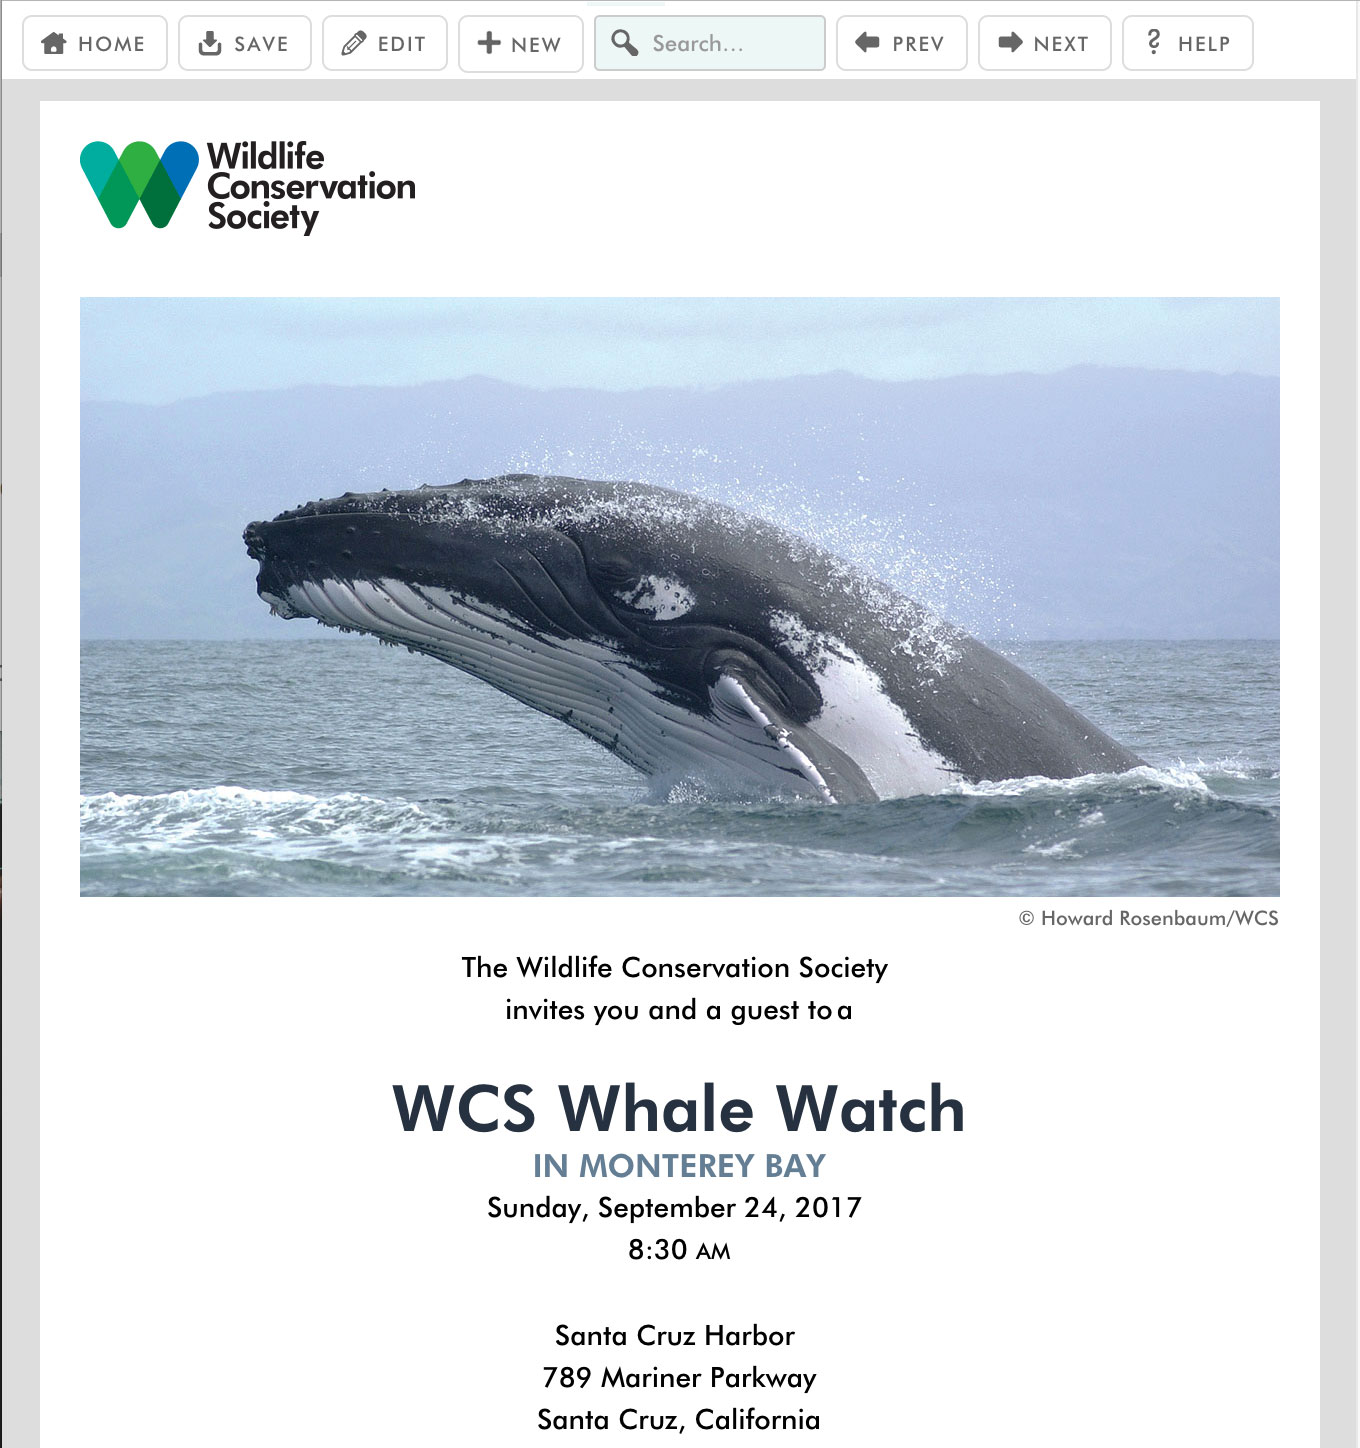 HOME SAVE EDIT NEW Search... PREV NEXT HELP
Wildlife
Conservation
Society
© Howard Rosenbaum/WCS
The Wildlife Conservation Society
invites you and a guest to a
WCS Whale Watch
IN MONTEREY BAY
Sunday, September 24, 2017
8:30 AM
Santa Cruz Harbor
789 Mariner Parkway
Santa Cruz, California